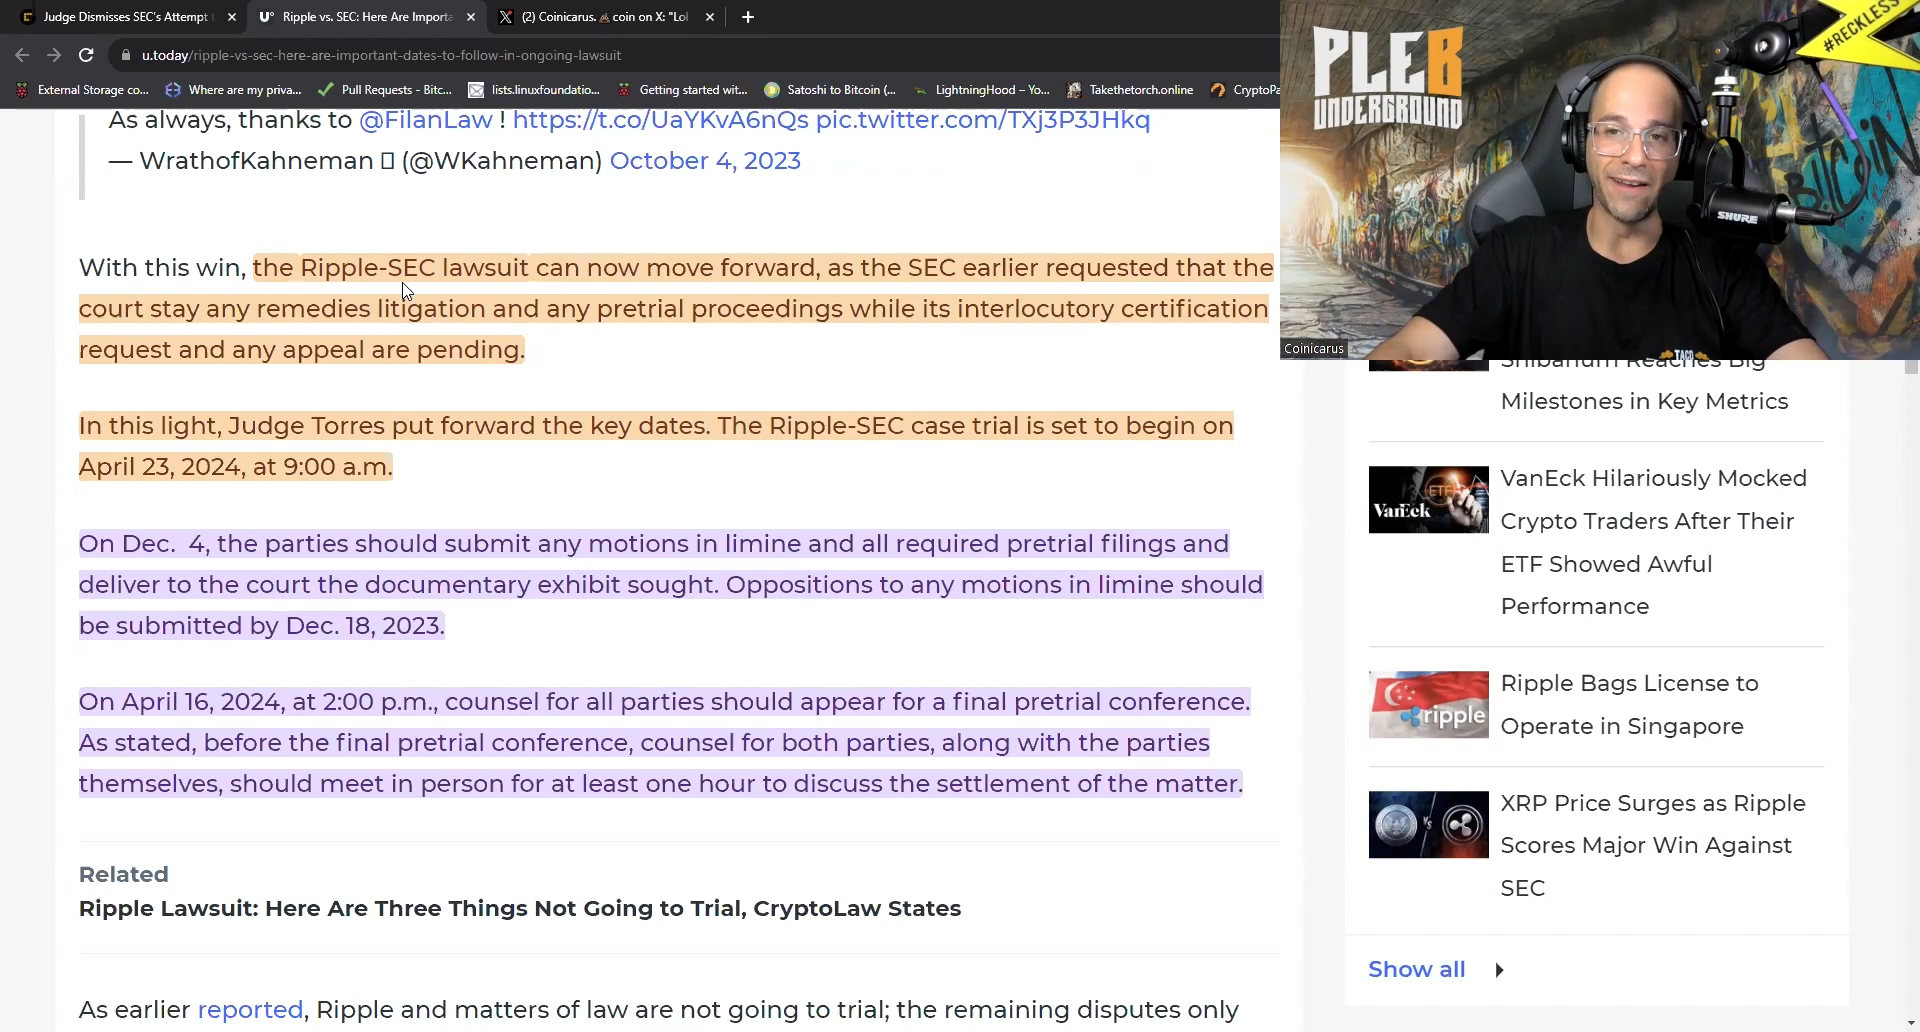 Judge Dismisses SEC's Attempt
Ripple vs. SEC: Here Are Importa
(2) Coinicarus. coin on X: "Lol
u.today/ripple-vs-sec-here-are-important-dates-to-follow-in-ongoing-lawsuit
External Storage co...
Where are my priva...
Pull Requests - Bitc...
lists.linuxfoundatio...
Getting started wit...
Satoshi to Bitcoin (...
LightningHood – Yo...
Takethetorch.online
CryptoPa
As always, thanks to @FilanLaw ! https://t.co/UaYKvA6nQs pic.twitter.com/TXj3P3JHkq
— WrathofKahneman (@WKahneman) October 4, 2023
With this win, the Ripple-SEC lawsuit can now move forward, as the SEC earlier requested that the
court stay any remedies litigation and any pretrial proceedings while its interlocutory certification
request and any appeal are pending.
In this light, Judge Torres put forward the key dates. The Ripple-SEC case trial is set to begin on
April 23, 2024, at 9:00 a.m.
On Dec. 4, the parties should submit any motions in limine and all required pretrial filings and
deliver to the court the documentary exhibit sought. Oppositions to any motions in limine should
be submitted by Dec. 18, 2023.
On April 16, 2024, at 2:00 p.m., counsel for all parties should appear for a final pretrial conference.
As stated, before the final pretrial conference, counsel for both parties, along with the parties
themselves, should meet in person for at least one hour to discuss the settlement of the matter.
Related
Ripple Lawsuit: Here Are Three Things Not Going to Trial, CryptoLaw States
As earlier reported, Ripple and matters of law are not going to trial; the remaining disputes only
PLEB
UNDERGROUND
#RECKLESS
BITCOIN
SHURE
TACO
Coinicarus
Shibarium Reaches Big
Milestones in Key Metrics
ETF
VanEck
VanEck Hilariously Mocked
Crypto Traders After Their
ETF Showed Awful
Performance
ripple
Ripple Bags License to
Operate in Singapore
VS
XRP Price Surges as Ripple
Scores Major Win Against
SEC
Show all